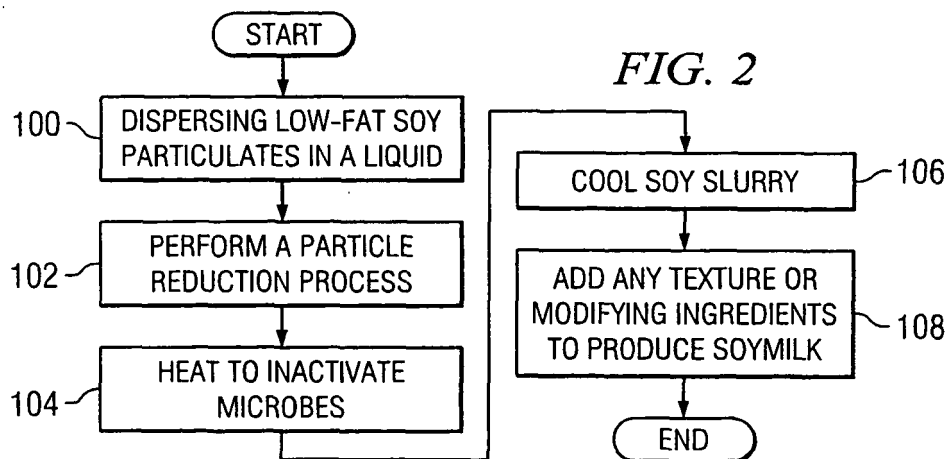 START
FIG. 2
100
DISPERSING LOW-FAT SOY
PARTICULATES IN A LIQUID
102
PERFORM A PARTICLE
REDUCTION PROCESS
104
HEAT TO INACTIVATE
MICROBES
COOL SOY SLURRY
106
ADD ANY TEXTURE OR
MODIFYING INGREDIENTS
TO PRODUCE SOYMILK
108
END